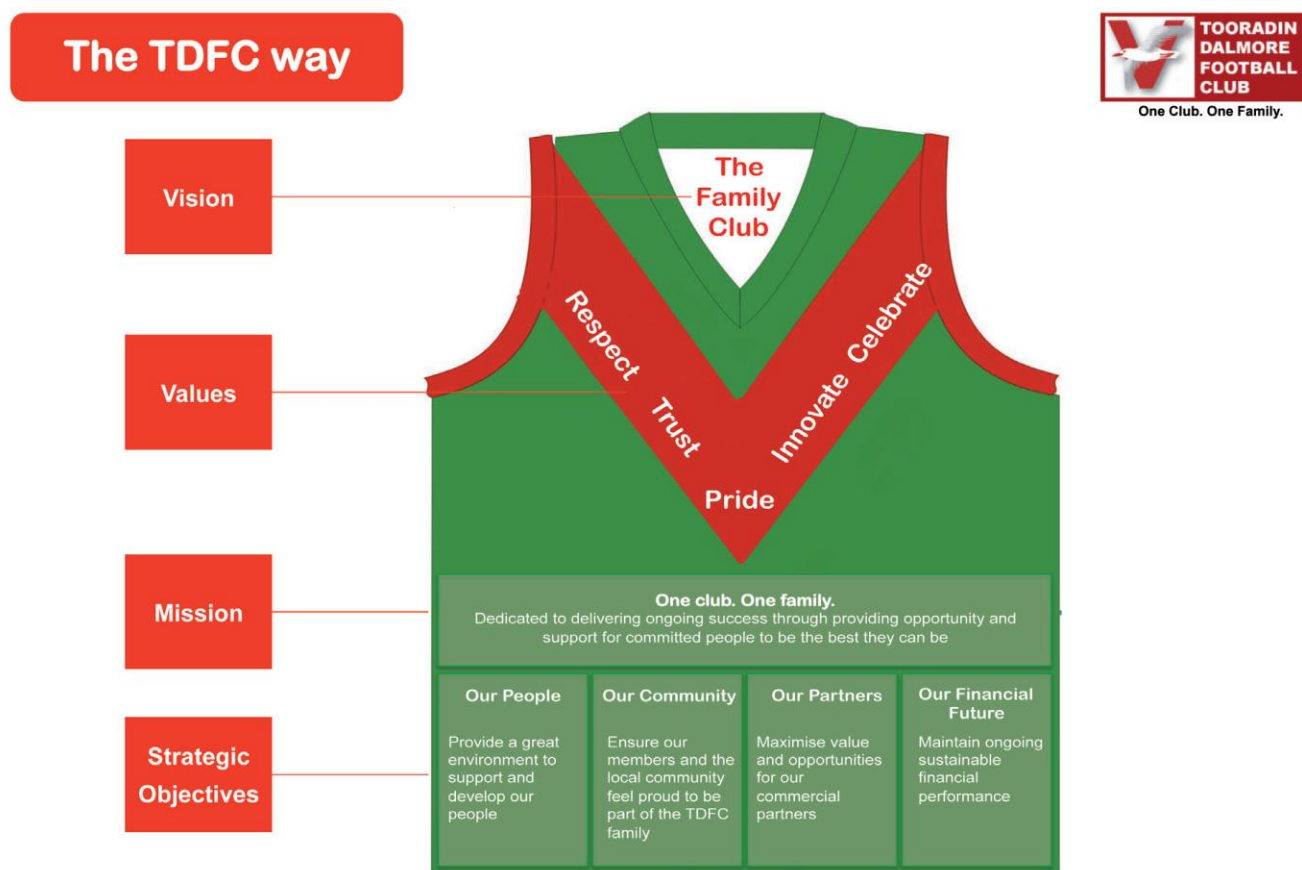 The TDFC way
TOORADIN
DALMORE
FOOTBALL
CLUB
One Club. One Family.
Vision
The
Family
Club
Values
Respect
Trust
Pride
Innovate
Celebrate
Mission
One club. One family.
Dedicated to delivering ongoing success through providing opportunity and
support for committed people to be the best they can be
Strategic
Objectives
Our People
Provide a great
environment to
support and
develop our
people
Our Community
Ensure our
members and the
local community
feel proud to be
part of the TDFC
family
Our Partners
Maximise value
and opportunities
for our
commercial
partners
Our Financial
Future
Maintain ongoing
sustainable
financial
performance